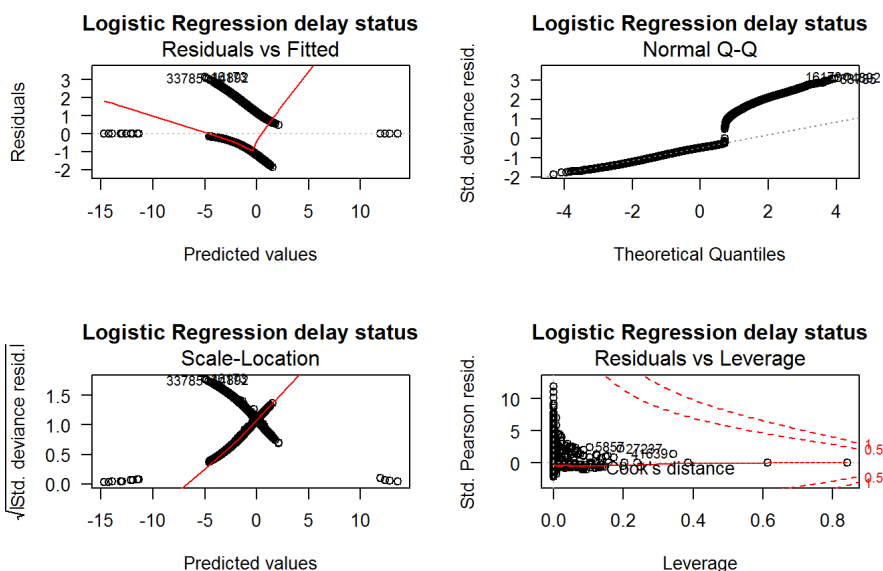 Logistic Regression delay status
Residuals vs Fitted
Residuals
3
2
1
0
-1
-2
-15
-10
-5
0
5
10
Predicted values
Logistic Regression delay status
Normal Q-Q
Std. deviance resid.
3
2
1
0
-1
-2
-4
-2
0
2
4
Theoretical Quantiles
Logistic Regression delay status
Scale-Location
√|Std. deviance resid.|
1.5
1.0
0.5
0.0
-15
-10
-5
0
5
10
Predicted values
Logistic Regression delay status
Residuals vs Leverage
Std. Pearson resid.
10
5
0
5857
27237
41639
Cook's distance
1
0.5
0.5
1
0.0
0.2
0.4
0.6
0.8
Leverage